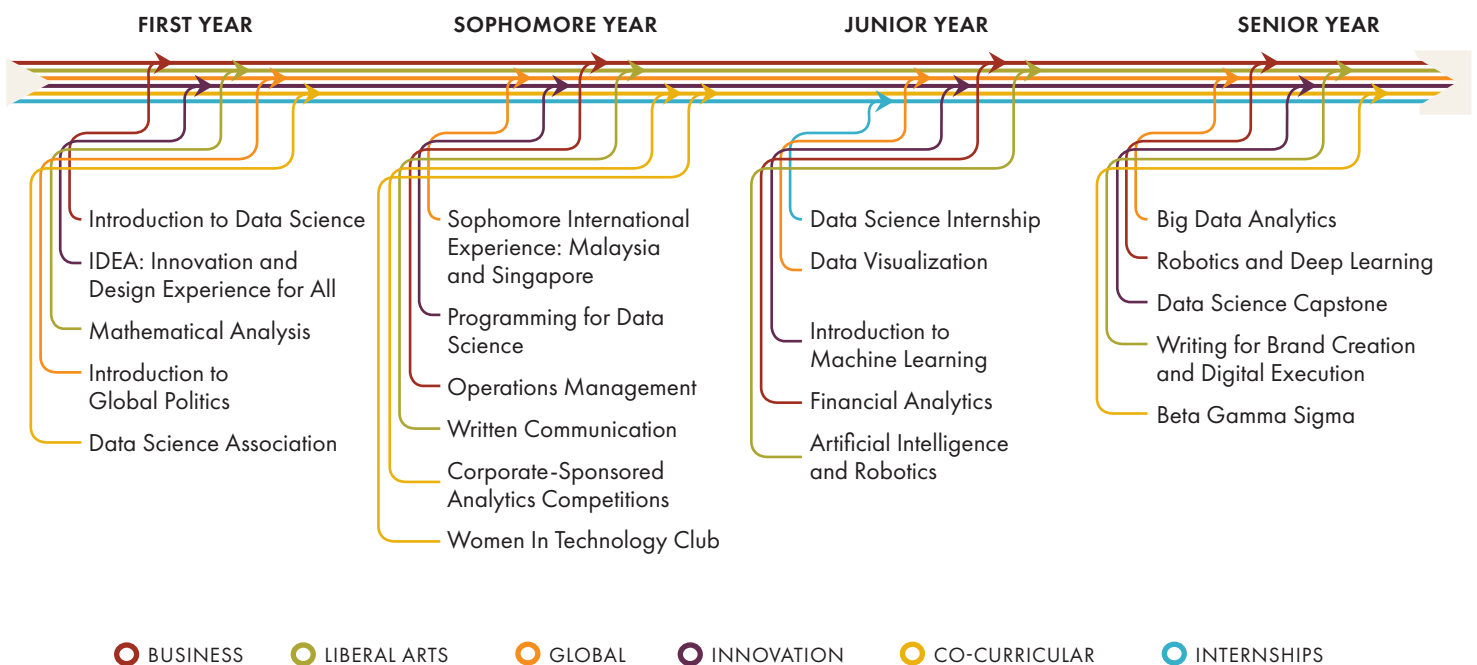 FIRST YEAR
SOPHOMORE YEAR
JUNIOR YEAR
SENIOR YEAR
Introduction to Data Science
IDEA: Innovation and
Design Experience for All
Mathematical Analysis
Introduction to
Global Politics
Data Science Association
Sophomore International
Experience: Malaysia
and Singapore
Programming for Data
Science
Operations Management
Written Communication
Corporate-Sponsored
Analytics Competitions
Women In Technology Club
Data Science Internship
Data Visualization
Introduction to
Machine Learning
Financial Analytics
Artificial Intelligence
and Robotics
Big Data Analytics
Robotics and Deep Learning
Data Science Capstone
Writing for Brand Creation
and Digital Execution
Beta Gamma Sigma
BUSINESS
LIBERAL ARTS
GLOBAL
INNOVATION
CO-CURRICULAR
INTERNSHIPS